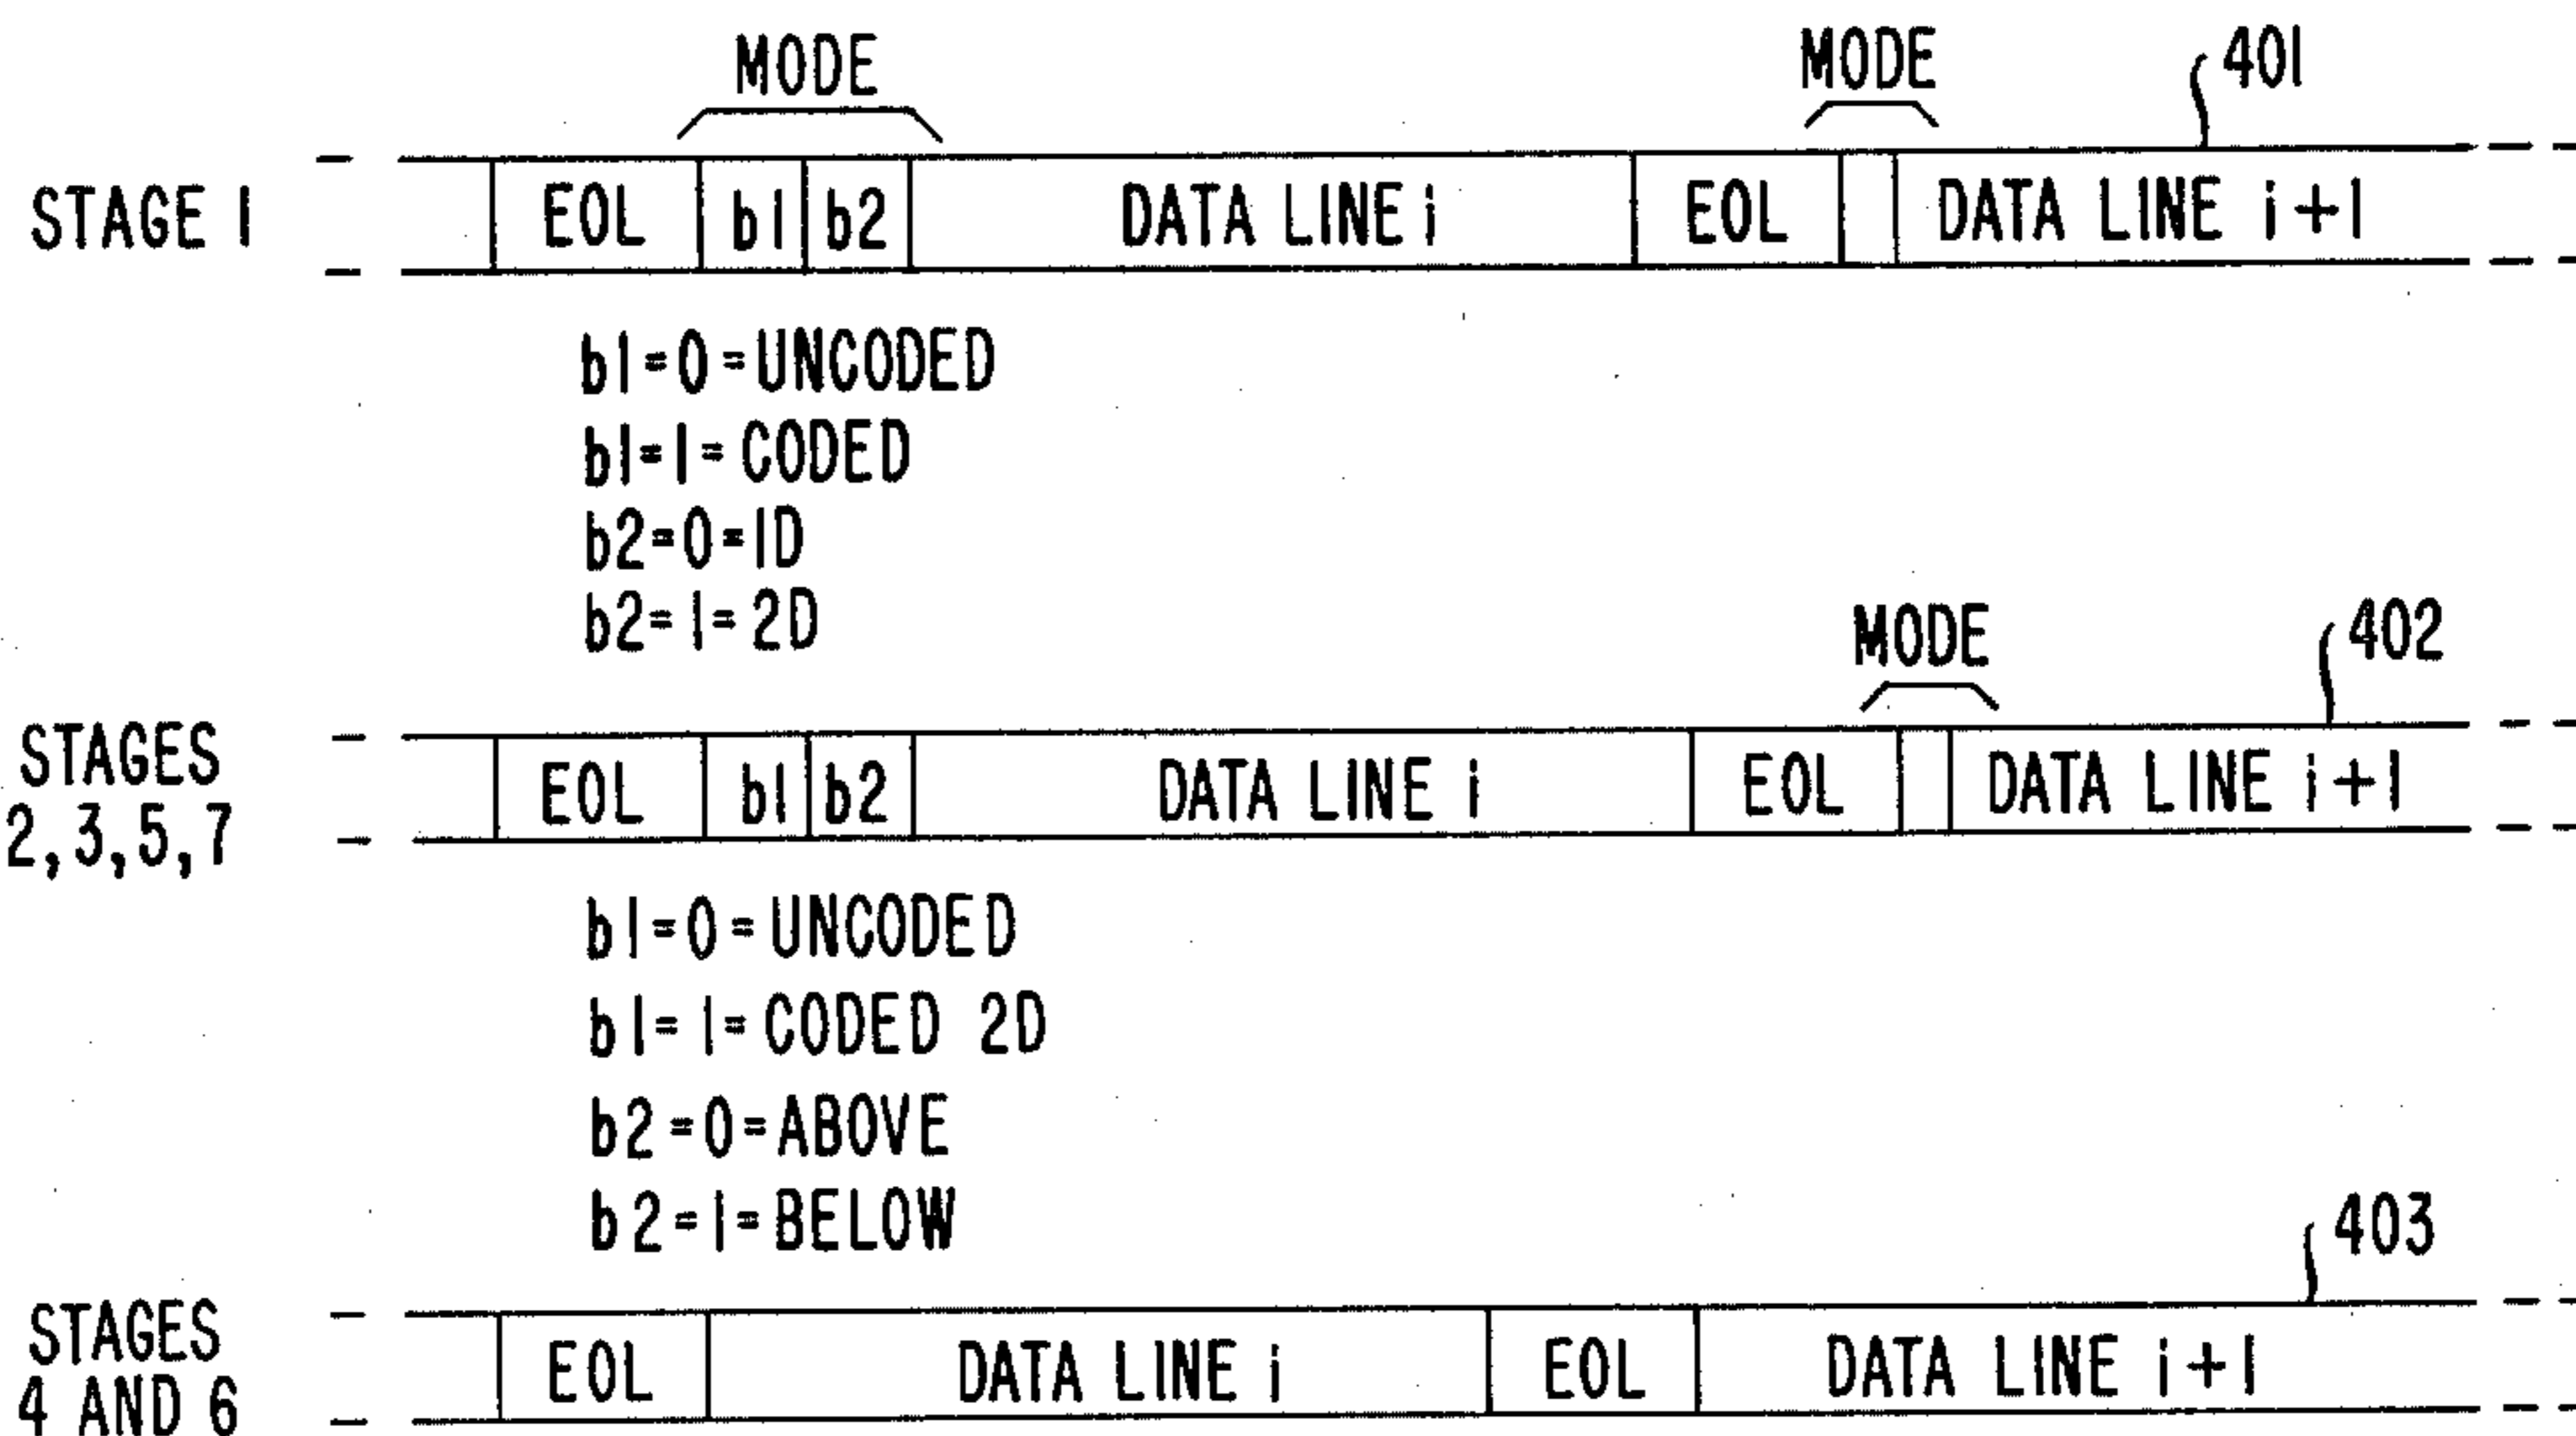 MODE MODE 401
STAGE 1 EOL b1 b2 DATA LINE i EOL DATA LINE i+1
b1=0=UNCODED
b1=1=CODED
b2=0=1D
b2=1=2D
MODE 402
STAGES
2,3,5,7 EOL b1 b2 DATA LINE i EOL DATA LINE i+1
b1=0=UNCODED
b1=1=CODED 2D
b2=0=ABOVE
b2=1=BELOW
403
STAGES
4 AND 6 EOL DATA LINE i EOL DATA LINE i+1